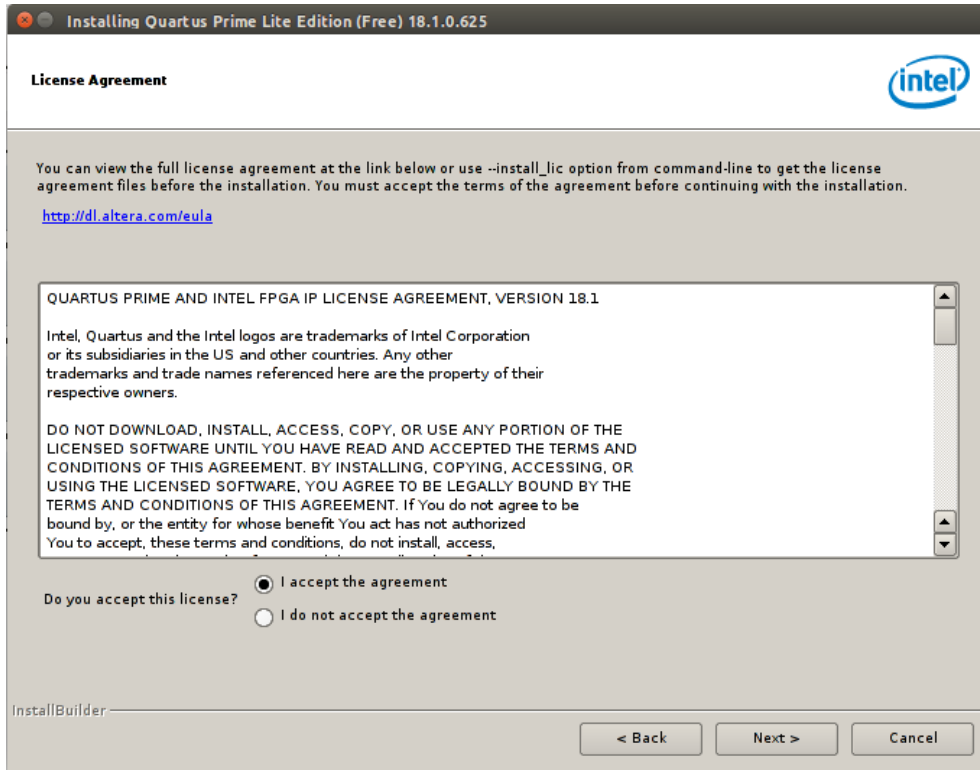 Installing Quartus Prime Lite Edition (Free) 18.1.0.625
License Agreement
intel
You can view the full license agreement at the link below or use --install_lic option from command-line to get the license
agreement files before the installation. You must accept the terms of the agreement before continuing with the installation.
http://dl.altera.com/eula
QUARTUS PRIME AND INTEL FPGA IP LICENSE AGREEMENT, VERSION 18.1
Intel, Quartus and the Intel logos are trademarks of Intel Corporation
or its subsidiaries in the US and other countries. Any other
trademarks and trade names referenced here are the property of their
respective owners.
DO NOT DOWNLOAD, INSTALL, ACCESS, COPY, OR USE ANY PORTION OF THE
LICENSED SOFTWARE UNTIL YOU HAVE READ AND ACCEPTED THE TERMS AND
CONDITIONS OF THIS AGREEMENT. BY INSTALLING, COPYING, ACCESSING, OR
USING THE LICENSED SOFTWARE, YOU AGREE TO BE LEGALLY BOUND BY THE
TERMS AND CONDITIONS OF THIS AGREEMENT. If You do not agree to be
bound by, or the entity for whose benefit You act has not authorized
You to accept, these terms and conditions, do not install, access,
Do you accept this license?
I accept the agreement
I do not accept the agreement
InstallBuilder
< Back
Next >
Cancel